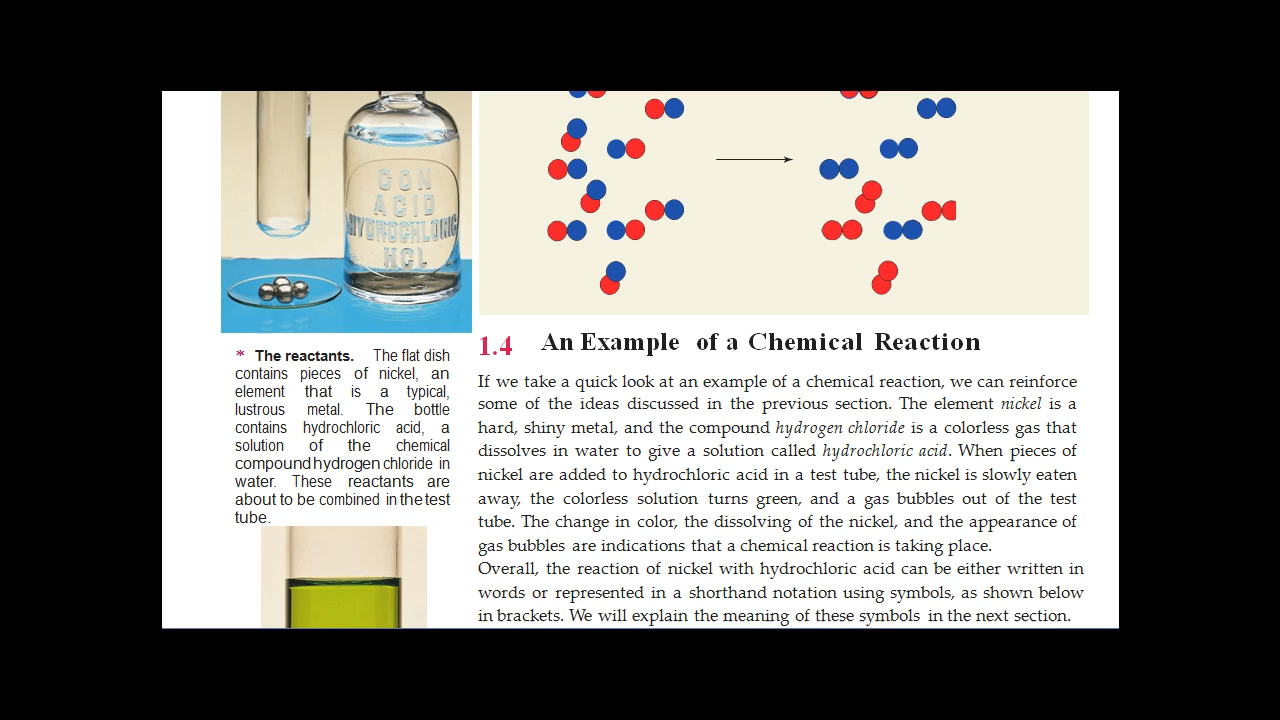 CON
ACID
HYDROCHLORIC
HCL
* The reactants. The flat dish
contains pieces of nickel, an
element that is a typical,
lustrous metal. The bottle
contains hydrochloric acid, a
solution of the chemical
compound hydrogen chloride in
water. These reactants are
about to be combined in the test
tube.
1.4 An Example of a Chemical Reaction
If we take a quick look at an example of a chemical reaction, we can reinforce
some of the ideas discussed in the previous section. The element nickel is a
hard, shiny metal, and the compound hydrogen chloride is a colorless gas that
dissolves in water to give a solution called hydrochloric acid. When pieces of
nickel are added to hydrochloric acid in a test tube, the nickel is slowly eaten
away, the colorless solution turns green, and a gas bubbles out of the test
tube. The change in color, the dissolving of the nickel, and the appearance of
gas bubbles are indications that a chemical reaction is taking place.
Overall, the reaction of nickel with hydrochloric acid can be either written in
words or represented in a shorthand notation using symbols, as shown below
in brackets. We will explain the meaning of these symbols in the next section.